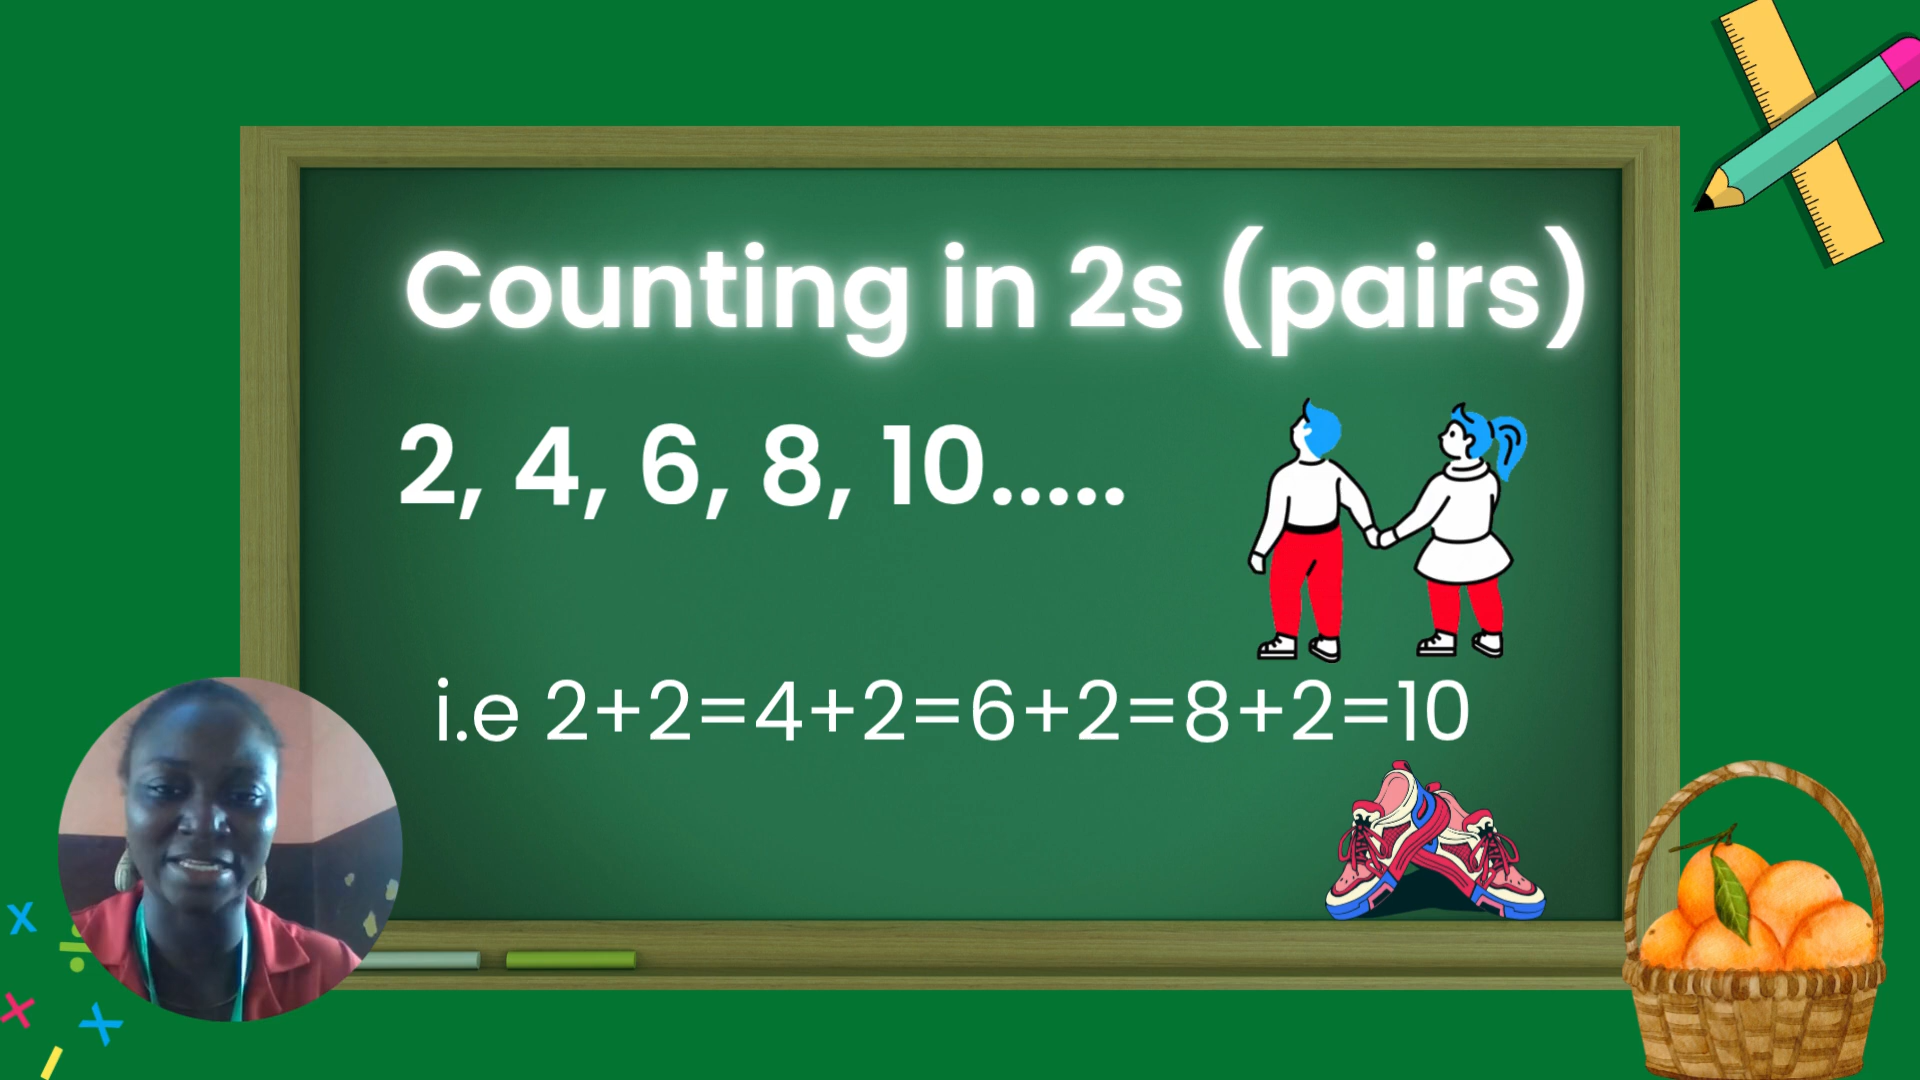 Counting in 2s (pairs)
2, 4, 6, 8, 10.....
i.e 2+2=4+2=6+2=8+2=10